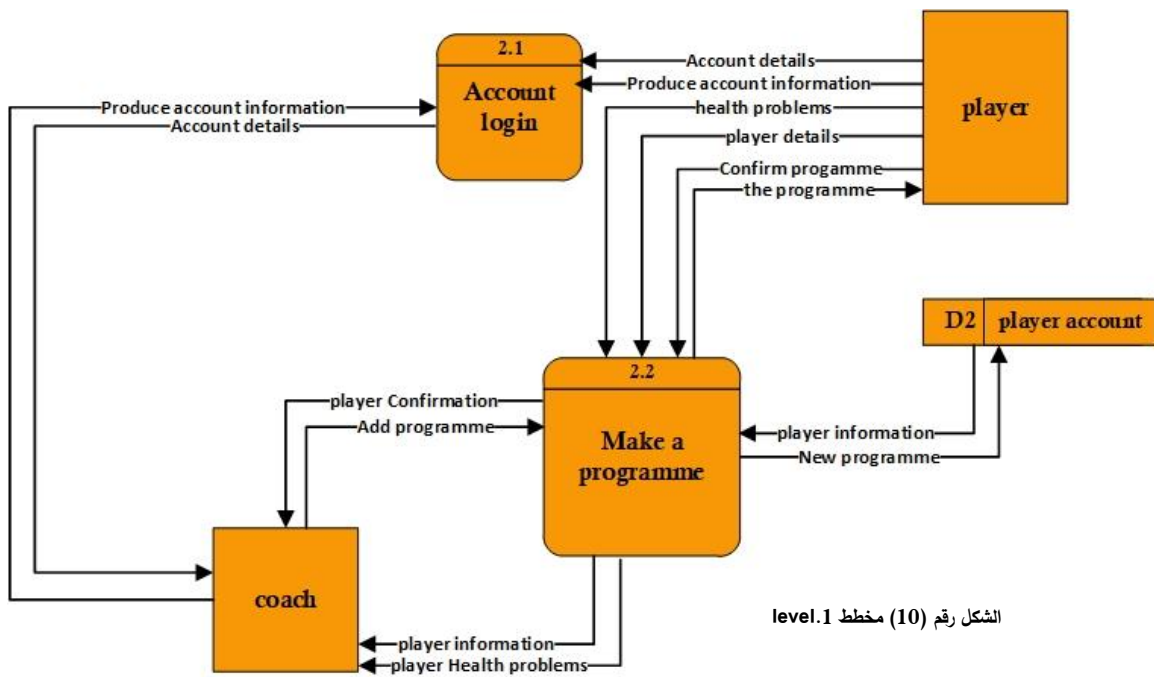 2.1
Account
login
Account details
Produce account information
health problems
player details
Confirm progamme
the programme
player
Produce account information
Account details
D2 player account
2.2
Make a
programme
player Confirmation
Add programme
player information
New programme
coach
player information
player Health problems
الشكل رقم (10) مخطط level.1